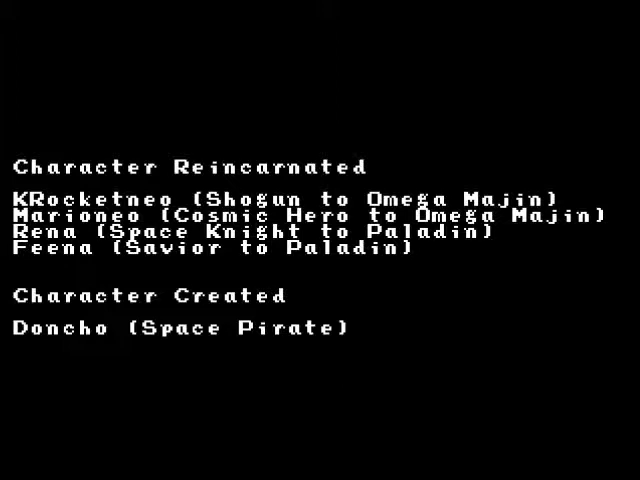 Character Reincarnated
KRocketneo (Shogun to Omega Majin)
Marioneo (Cosmic Hero to Omega Majin)
Rena (Space Knight to Paladin)
Feena (Savior to Paladin)
Character Created
Doncho (Space Pirate)